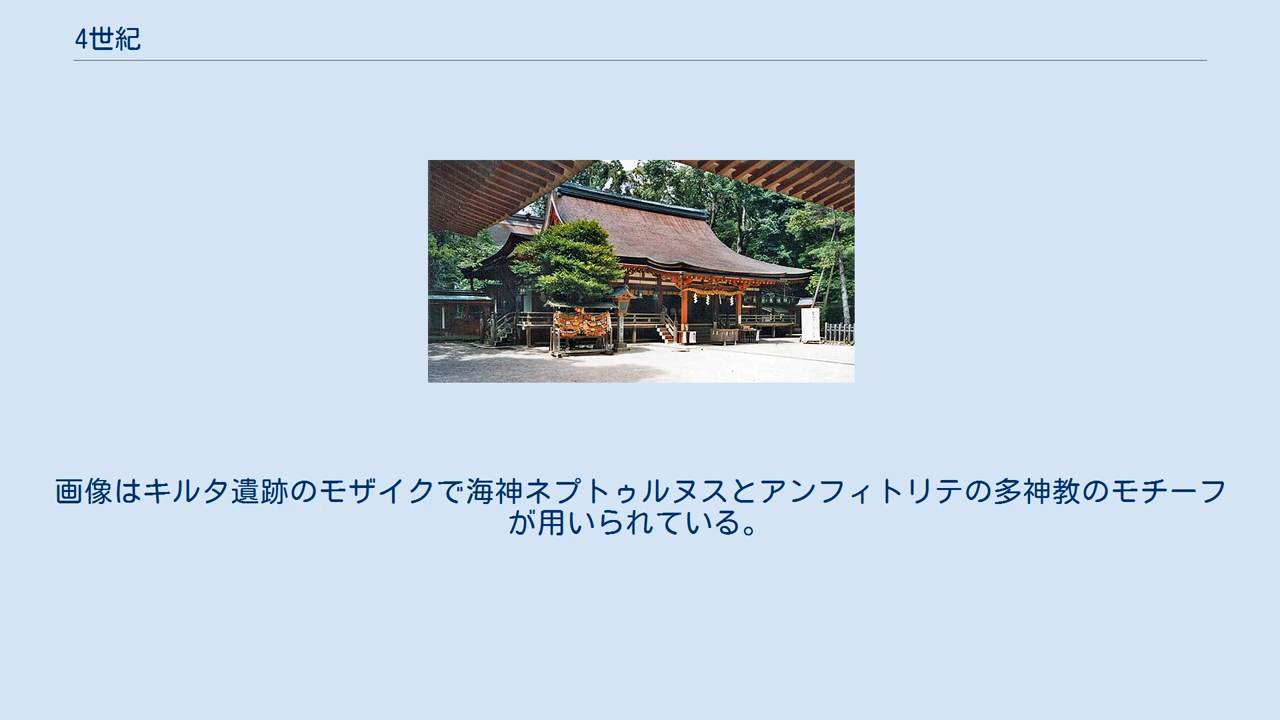 4世紀
画像はキルタ遺跡のモザイクで海神ネプトゥルヌスとアンフィトリテの多神教のモチーフ
が用いられている。